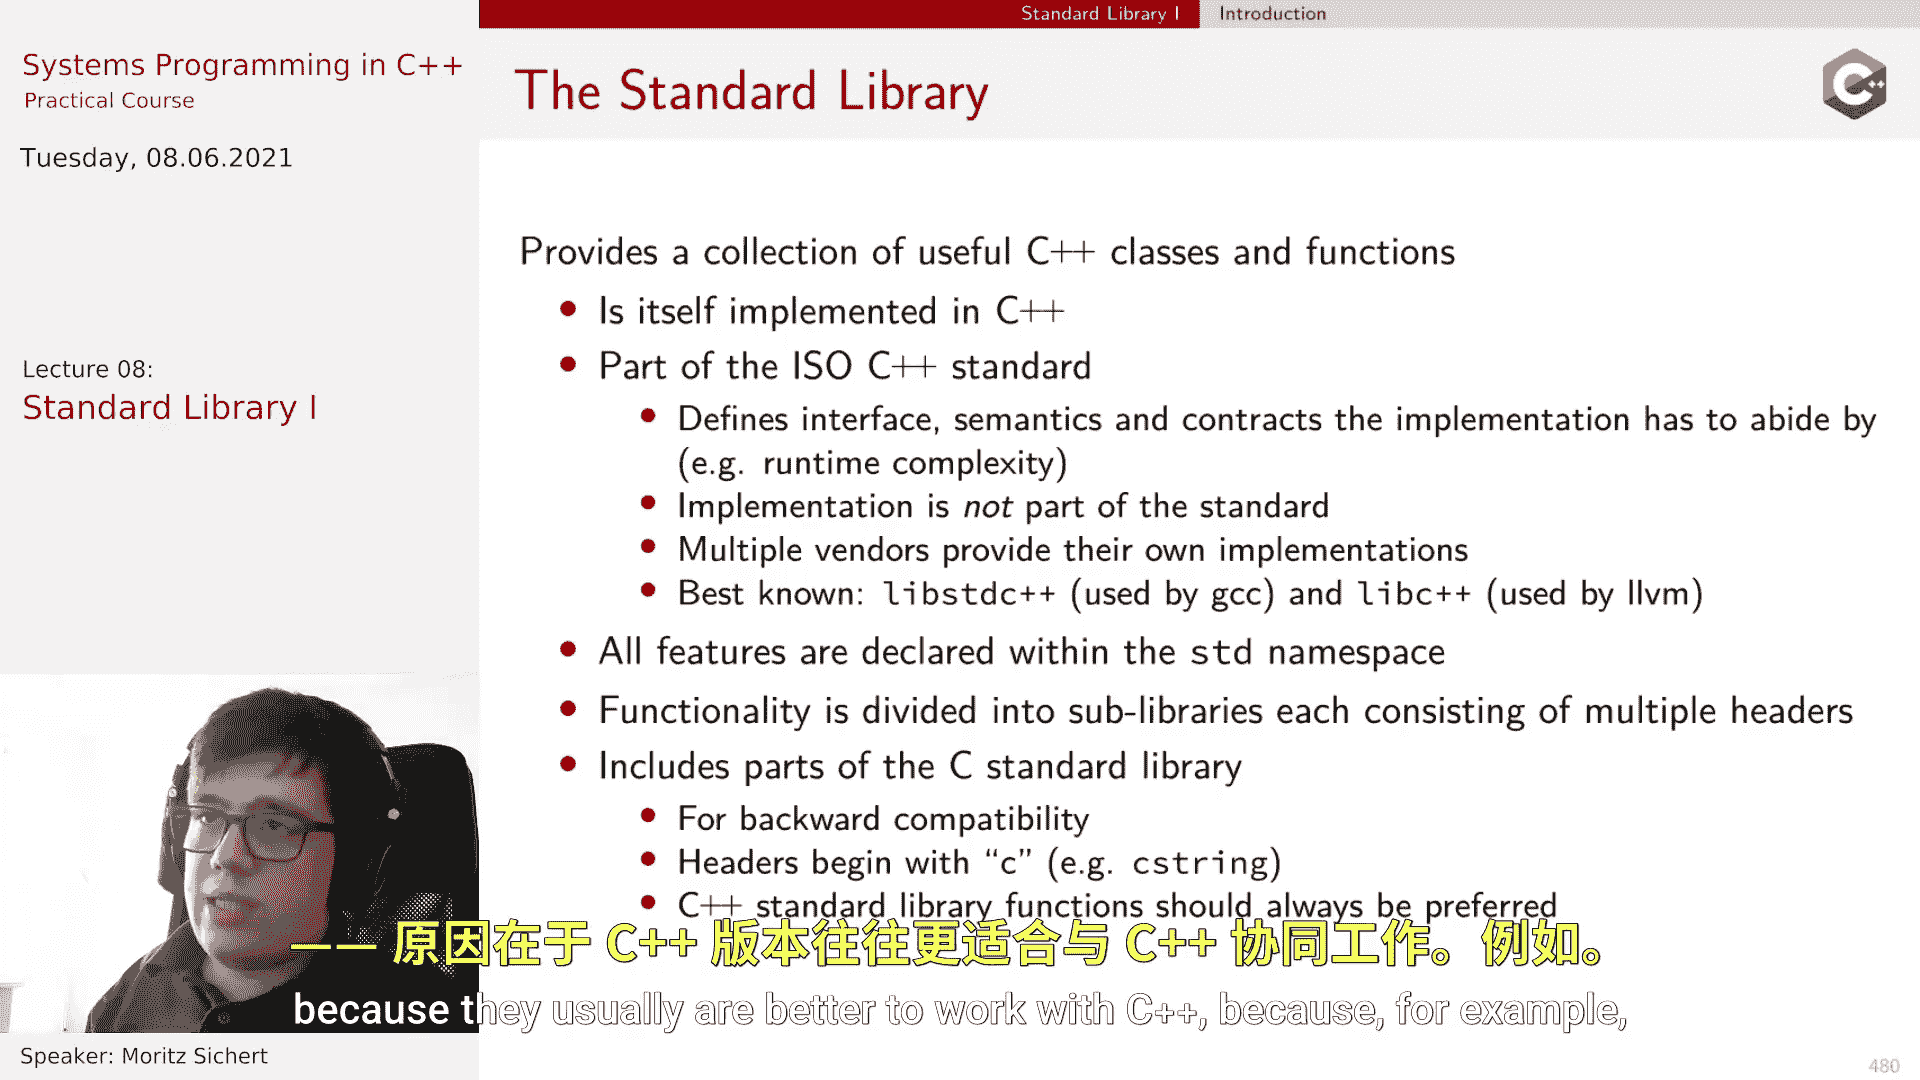 Standard Library I Introduction
Systems Programming in C++
Practical Course
Tuesday, 08.06.2021
Lecture 08:
Standard Library I
The Standard Library
C++
Provides a collection of useful C++ classes and functions
• Is itself implemented in C++
• Part of the ISO C++ standard
• Defines interface, semantics and contracts the implementation has to abide by
(e.g. runtime complexity)
• Implementation is not part of the standard
• Multiple vendors provide their own implementations
• Best known: libstdc++ (used by gcc) and libc++ (used by llvm)
• All features are declared within the std namespace
• Functionality is divided into sub-libraries each consisting of multiple headers
• Includes parts of the C standard library
• For backward compatibility
• Headers begin with “c” (e.g. cstring)
• C++ standard library functions should always be preferred
—— 原因在于 C++ 版本往往更适合与 C++ 协同工作。例如。
because they usually are better to work with C++, because, for example,
Speaker: Moritz Sichert
480